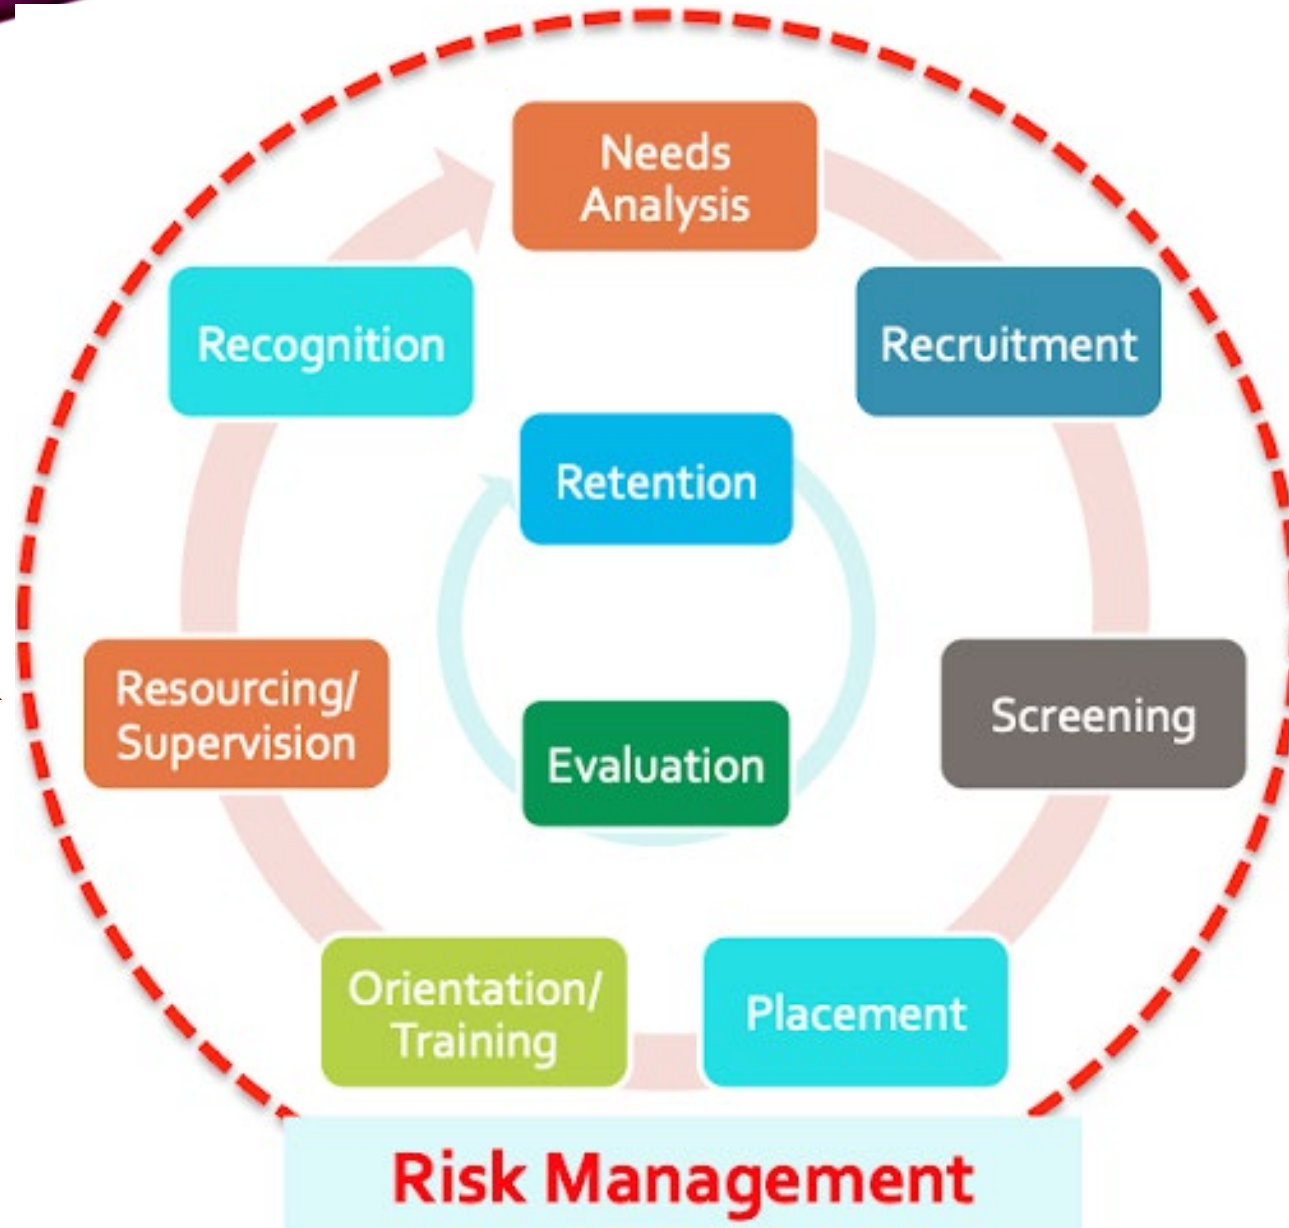 Needs
Analysis
Recognition
Recruitment
Retention
Resourcing/
Supervision
Screening
Evaluation
Orientation/
Training
Placement
Risk Management